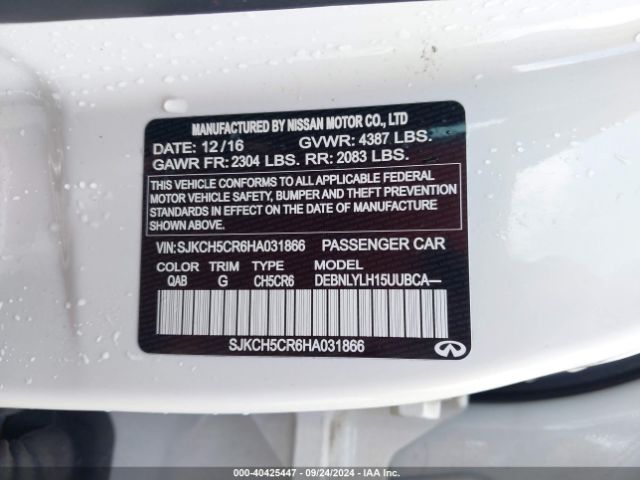 MANUFACTURED BY NISSAN MOTOR CO., LTD
DATE: 12/16 GVWR: 4387 LBS.
GAWR FR: 2304 LBS. RR: 2083 LBS.
THIS VEHICLE CONFORMS TO ALL APPLICABLE FEDERAL
MOTOR VEHICLE SAFETY, BUMPER AND THEFT PREVENTION
STANDARDS IN EFFECT ON THE DATE OF MANUFACTURE
SHOWN ABOVE.
VIN:SJKCH5CR6HA031866 PASSENGER CAR
COLOR TRIM TYPE MODEL
QAB G CH5CR6 DEBNLYLH15UUBCA—
SJKCH5CR6HA031866
000-40425447 - 09/24/2024 - IAA Inc.